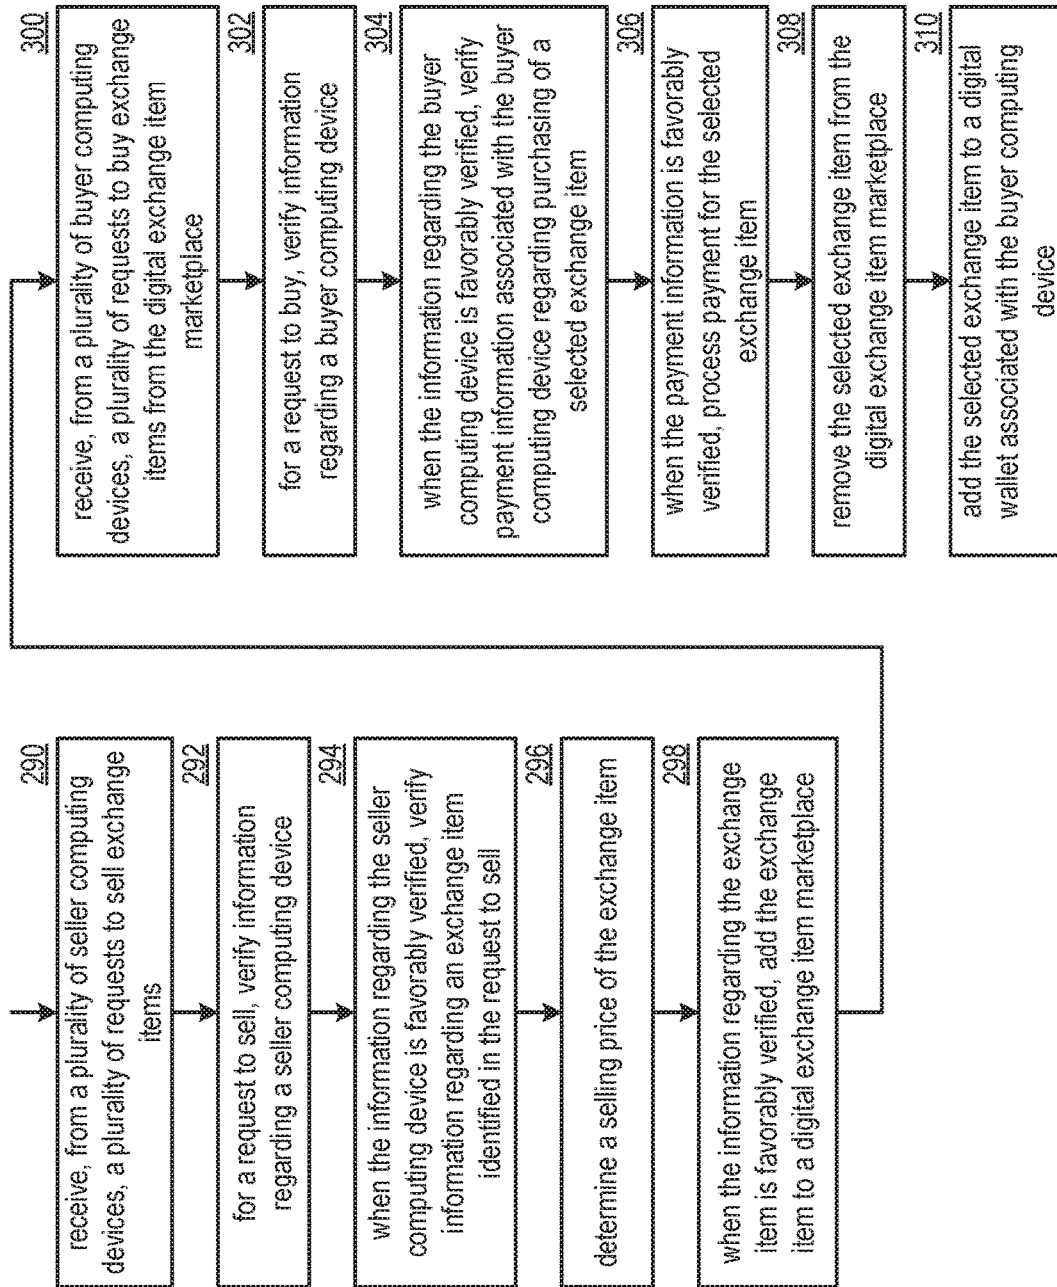 290
receive, from a plurality of seller computing
devices, a plurality of requests to sell exchange
items
292
for a request to sell, verify information
regarding a seller computing device
294
when the information regarding the seller
computing device is favorably verified, verify
information regarding an exchange item
identified in the request to sell
296
determine a selling price of the exchange item
298
when the information regarding the exchange
item is favorably verified, add the exchange
item to a digital exchange item marketplace
300
receive, from a plurality of buyer computing
devices, a plurality of requests to buy exchange
items from the digital exchange item
marketplace
302
for a request to buy, verify information
regarding a buyer computing device
304
when the information regarding the buyer
computing device is favorably verified, verify
payment information associated with the buyer
computing device regarding purchasing of a
selected exchange item
306
when the payment information is favorably
verified, process payment for the selected
exchange item
308
remove the selected exchange item from the
digital exchange item marketplace
310
add the selected exchange item to a digital
wallet associated with the buyer computing
device